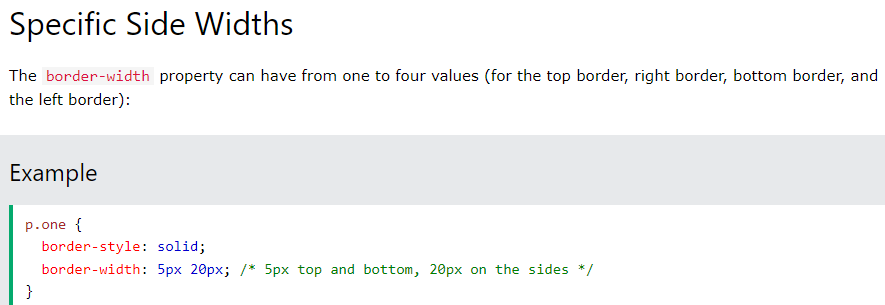 Specific Side Widths
The border-width property can have from one to four values (for the top border, right border, bottom border, and
the left border):
Example
p.one {
  border-style: solid;
  border-width: 5px 20px; /* 5px top and bottom, 20px on the sides */
}